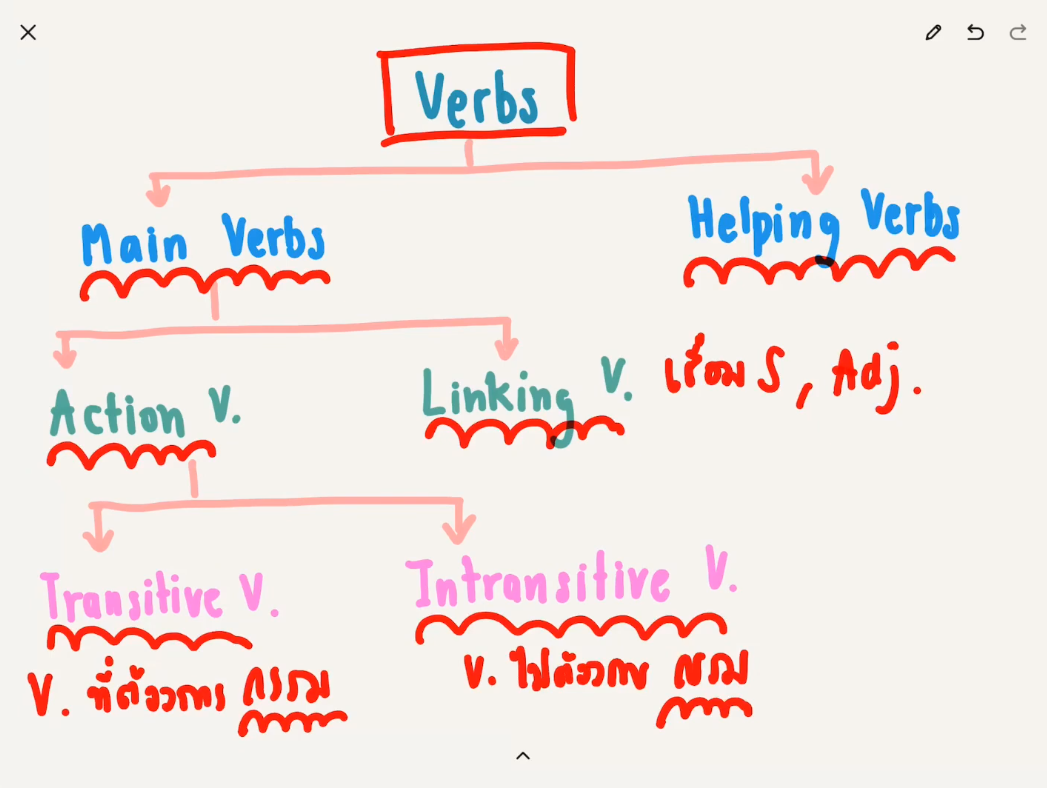 Verbs
Main Verbs
Helping Verbs
Action V.
Linking V.
เชื่อม S, Adj.
Transitive V.
Intransitive V.
V. ที่ต้องการ กรรม
V. ไม่ต้องการ กรรม